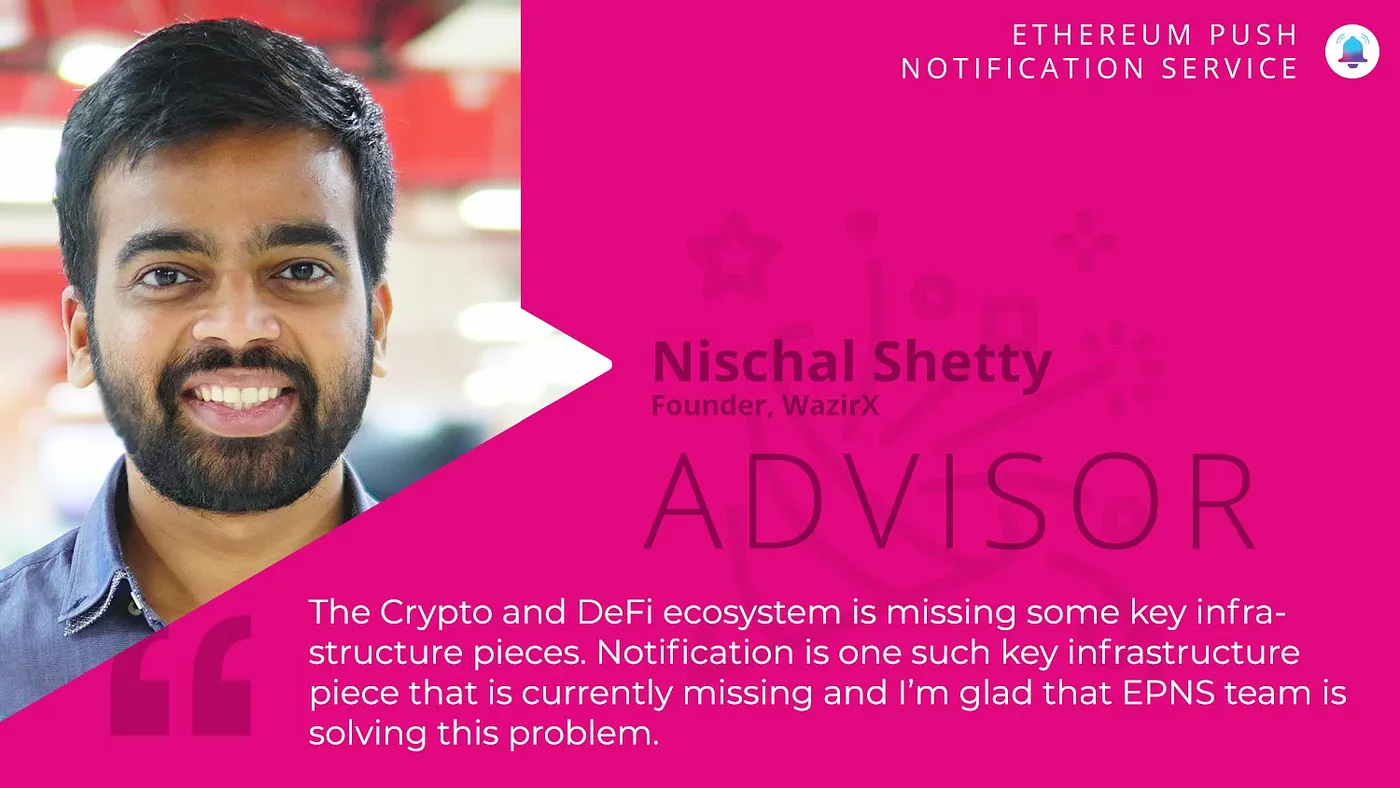 ETHEREUM PUSH
NOTIFICATION SERVICE
Nischal Shetty
Founder, WazirX
ADVISOR
The Crypto and DeFi ecosystem is missing some key infra-
structure pieces. Notification is one such key infrastructure
piece that is currently missing and I’m glad that EPNS team is
solving this problem.